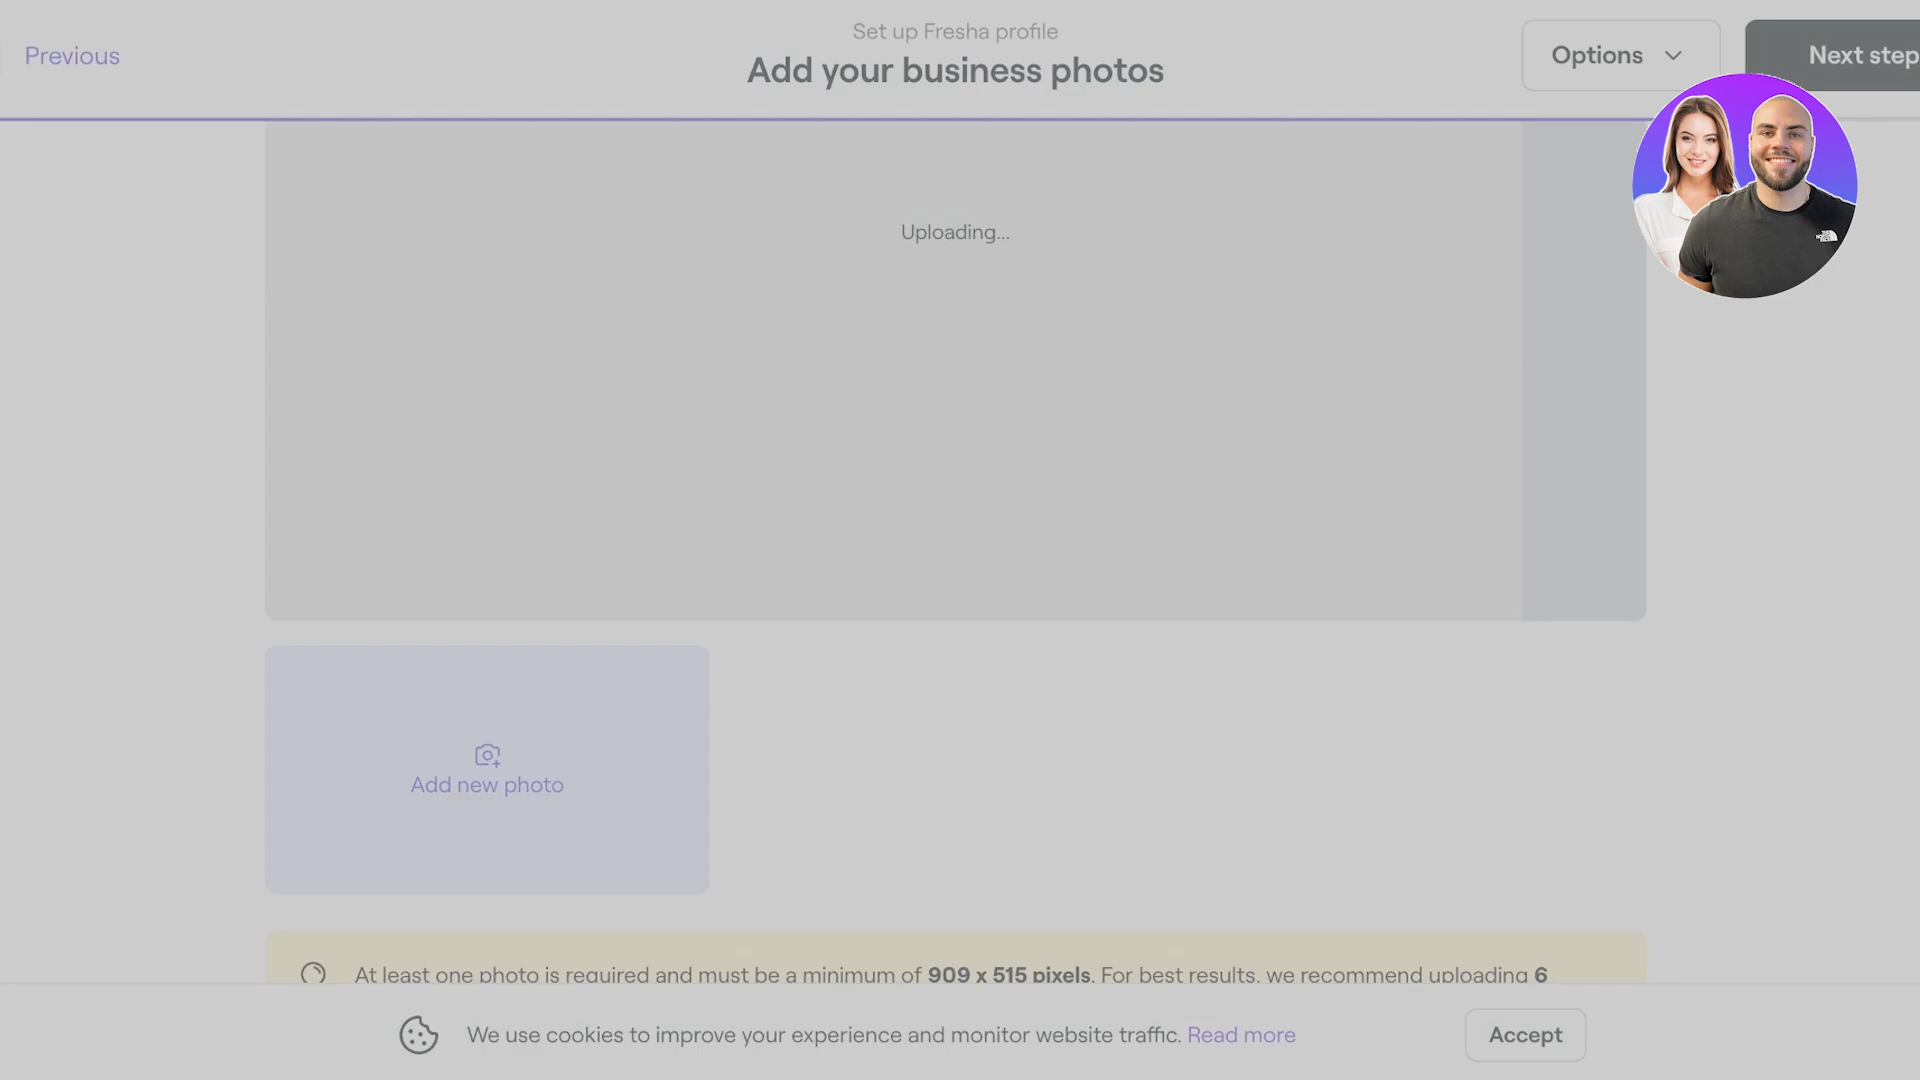 Set up Fresha profile
Previous
Add your business photos
Options
Next step
Uploading...
Add new photo
At least one photo is required and must be a minimum of 909 x 515 pixels. For best results, we recommend uploading 6
We use cookies to improve your experience and monitor website traffic. Read more
Accept